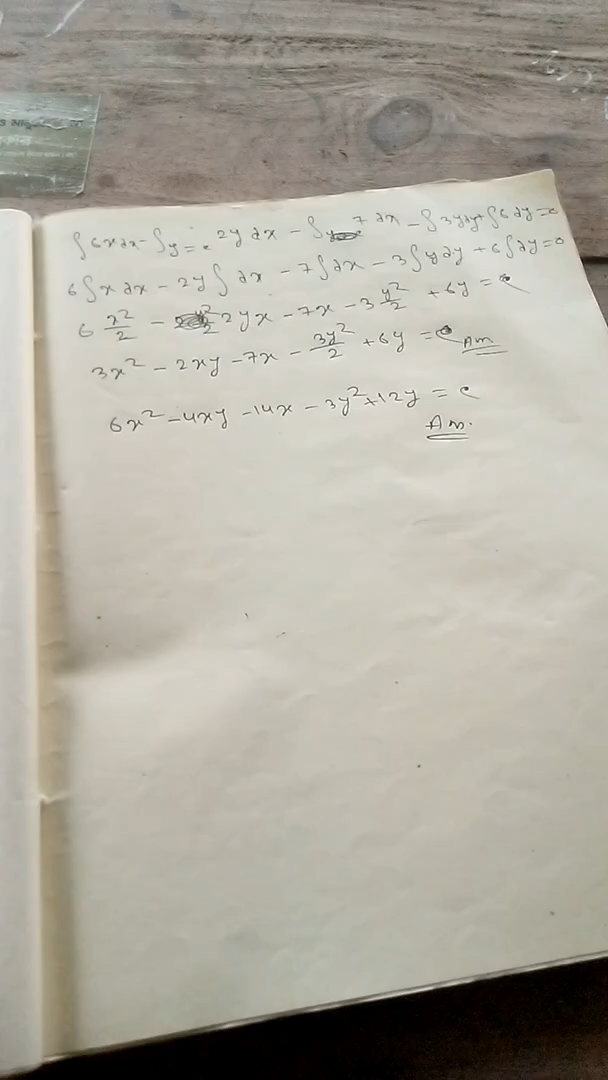 ∫6x dx - ∫y=c 2y dx - ∫y 7 dx - ∫3y dy + ∫6 dy = 0
6∫x dx - 2y∫dx - 7∫dx - 3∫y dy + 6∫dy = 0
6 x²/2 - 2yx - 7x - 3 y²/2 + 6y = c
3x² - 2xy - 7x - 3y²/2 + 6y = c Am
6x² - 4xy - 14x - 3y² + 12y = c
Am.